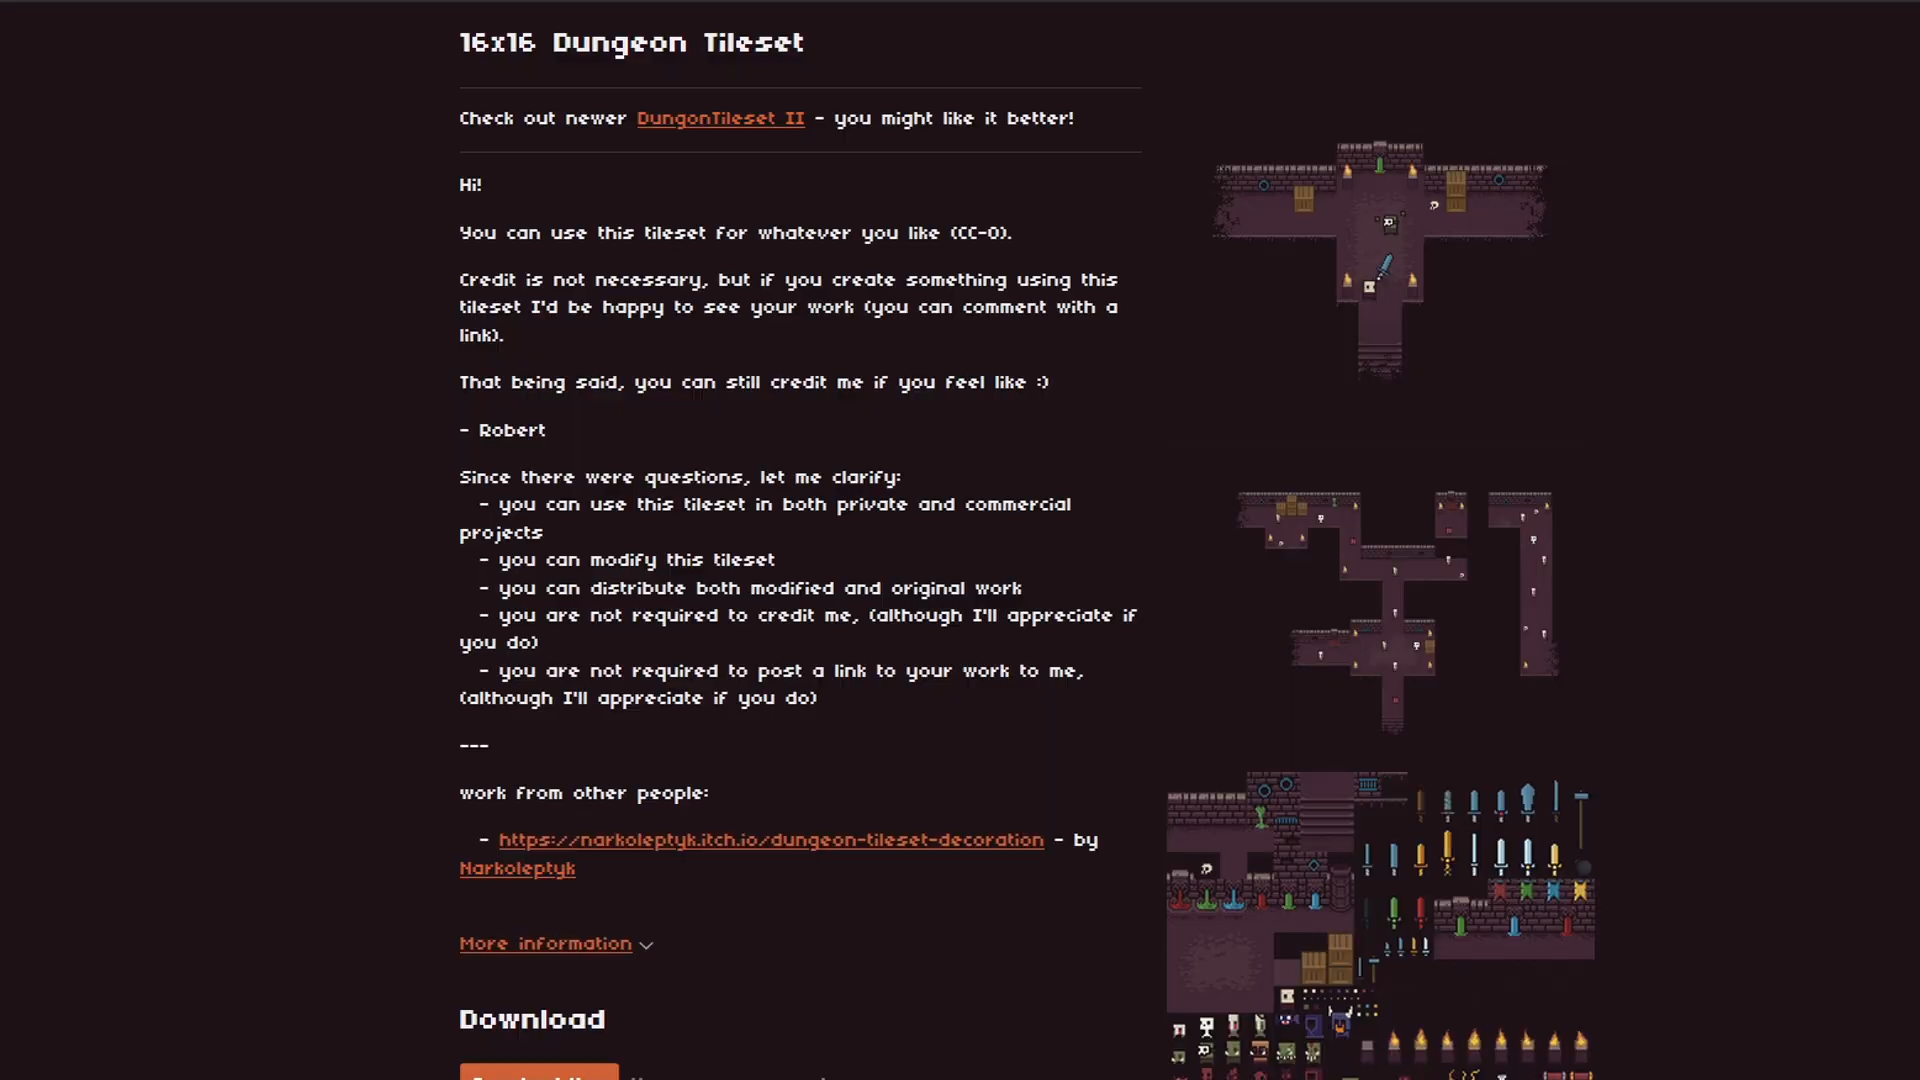 16x16 Dungeon Tileset
Check out newer DungonTileset II - you might like it better!
Hi!
You can use this tileset for whatever you like (CC-0).
Credit is not necessary, but if you create something using this
tileset I'd be happy to see your work (you can comment with a
link).
That being said, you can still credit me if you feel like :)
- Robert
Since there were questions, let me clarify:
- you can use this tileset in both private and commercial
projects
- you can modify this tileset
- you can distribute both modified and original work
- you are not required to credit me, (although I'll appreciate if
you do)
- you are not required to post a link to your work to me,
(although I'll appreciate if you do)
---
work from other people:
- https://narkoleptyk.itch.io/dungeon-tileset-decoration - by
Narkoleptyk
More information
Download